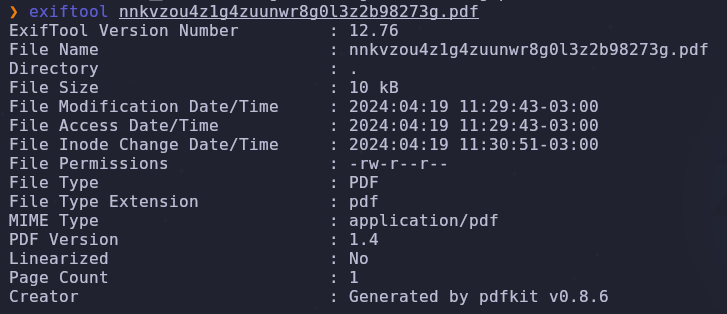 ❯ exiftool nnkvzou4z1g4zuunwr8g0l3z2b98273g.pdf
ExifTool Version Number         : 12.76
File Name                       : nnkvzou4z1g4zuunwr8g0l3z2b98273g.pdf
Directory                       : .
File Size                       : 10 kB
File Modification Date/Time     : 2024:04:19 11:29:43-03:00
File Access Date/Time           : 2024:04:19 11:29:43-03:00
File Inode Change Date/Time     : 2024:04:19 11:30:51-03:00
File Permissions                : -rw-r--r--
File Type                       : PDF
File Type Extension             : pdf
MIME Type                       : application/pdf
PDF Version                     : 1.4
Linearized                      : No
Page Count                      : 1
Creator                         : Generated by pdfkit v0.8.6